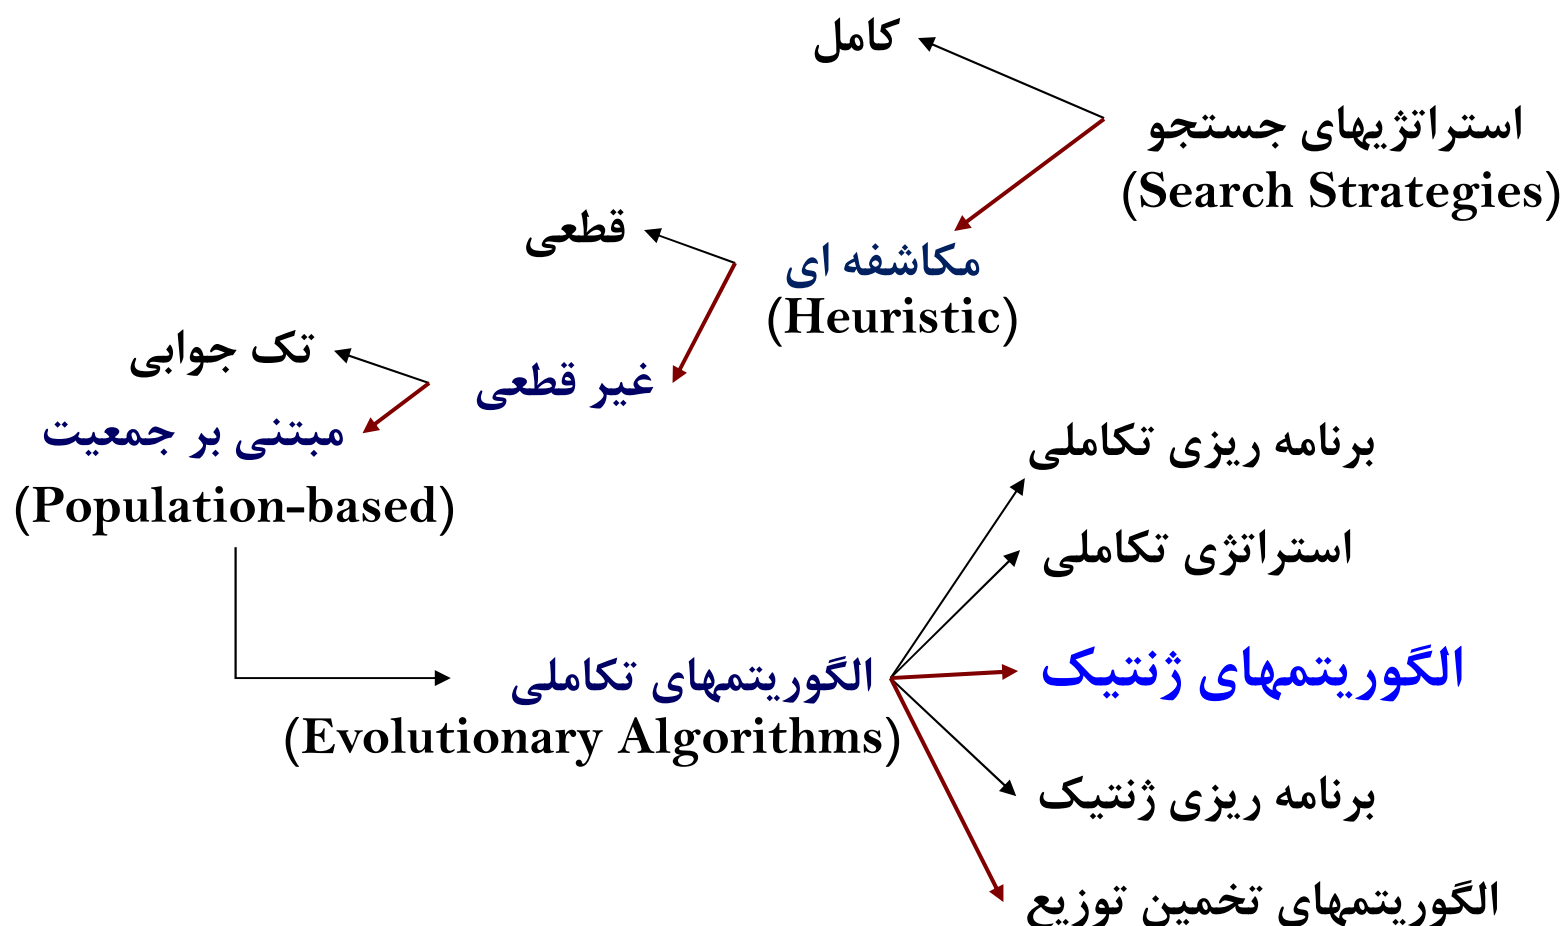 کامل
استراتژیهای جستجو
(Search Strategies)
قطعی
مکاشفه ای
(Heuristic)
تک جوابی
غیر قطعی
مبتنی بر جمعیت
(Population-based)
برنامه ریزی تکاملی
استراتژی تکاملی
الگوریتمهای ژنتیک
الگوریتمهای تکاملی
(Evolutionary Algorithms)
برنامه ریزی ژنتیک
الگوریتمهای تخمین توزیع